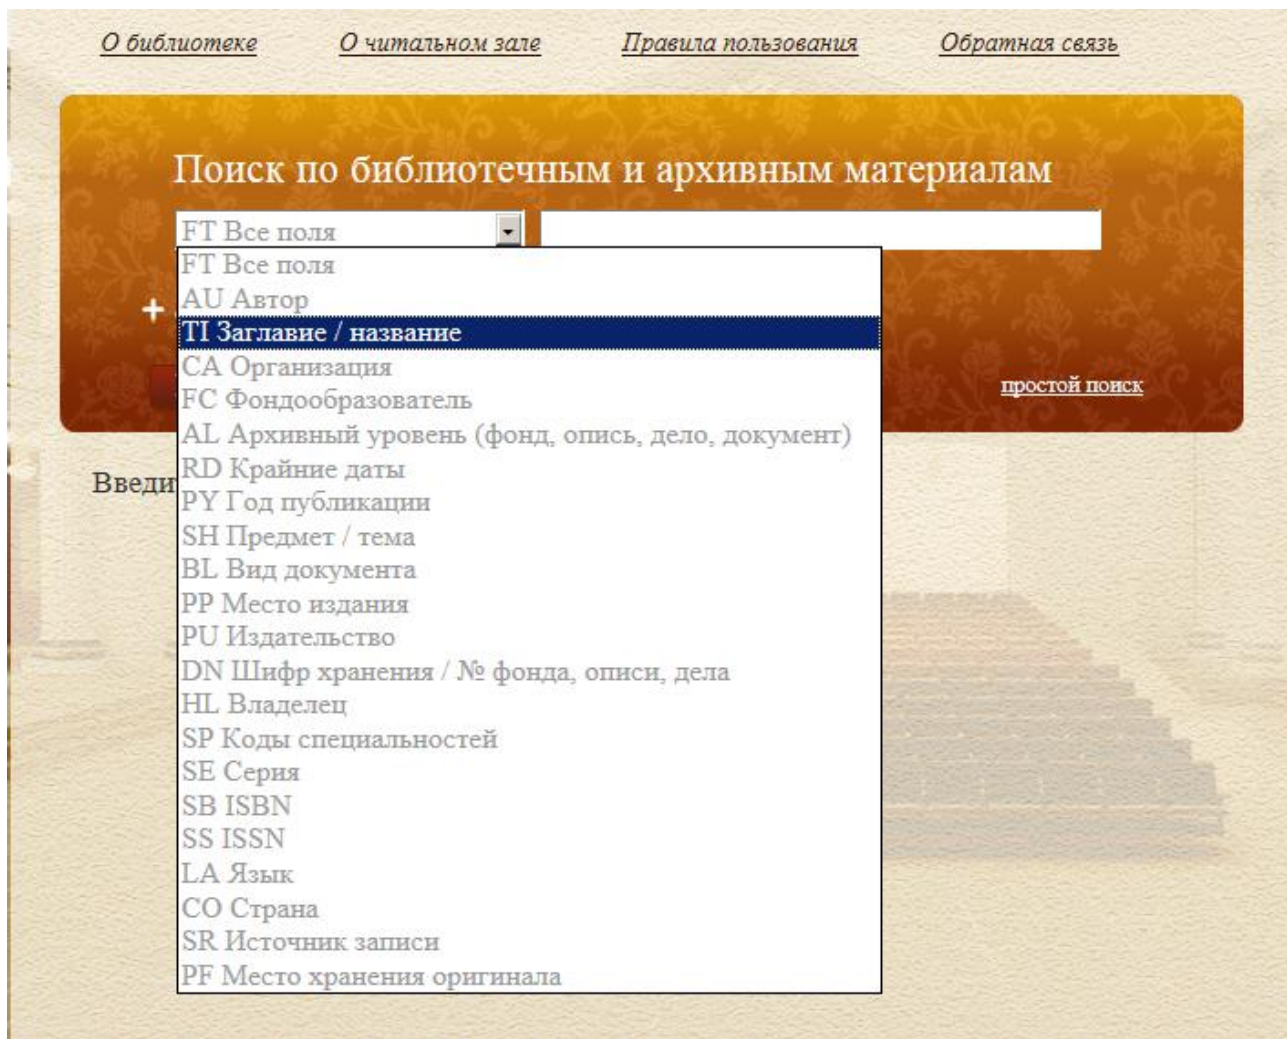 О библиотеке О читальном зале Правила пользования Обратная связь
Поиск по библиотечным и архивным материалам
FT Все поля
FT Все поля
AU Автор
TI Заглавие / название
CA Организация
FC Фондообразователь
AL Архивный уровень (фонд, опись, дело, документ)
простой поиск
RD Крайние даты
Введи
PY Год публикации
SH Предмет / тема
BL Вид документа
PP Место издания
PU Издательство
DN Шифр хранения / № фонда, описи, дела
HL Владелец
SP Коды специальностей
SE Серия
SB ISBN
SS ISSN
LA Язык
CO Страна
SR Источник записи
PF Место хранения оригинала